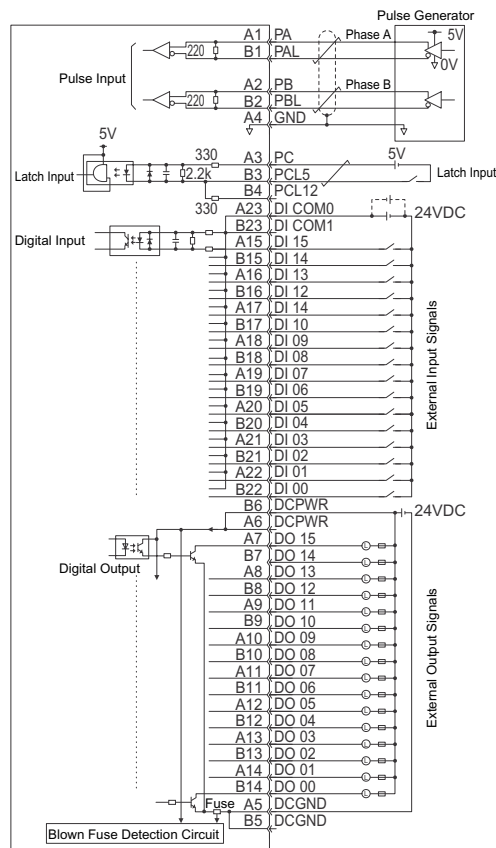 Pulse Generator
A1 PA Phase A 5V
220 B1 PAL 0V
Pulse Input
A2 PB Phase B
220 B2 PBL
A4 GND
5V
330 A3 PC 5V
Latch Input 2.2k B3 PCL5 Latch Input
B4 PCL12
330
A23 DI COM0 24VDC
B23 DI COM1
Digital Input A15 DI 15
B15 DI 14
A16 DI 13
B16 DI 12
A17 DI 14
B17 DI 10
A18 DI 09
B18 DI 08
A19 DI 07
B19 DI 06
A20 DI 05
B20 DI 04
A21 DI 03
B21 DI 02
A22 DI 01
B22 DI 00
External Input Signals
B6 DCPWR 24VDC
A6 DCPWR
A7 DO 15 L
B7 DO 14 L
Digital Output A8 DO 13 L
B8 DO 12 L
A9 DO 11 L
B9 DO 10 L
A10 DO 09 L
B10 DO 08 L
A11 DO 07 L
B11 DO 06 L
A12 DO 05 L
B12 DO 04 L
A13 DO 03 L
B13 DO 02 L
A14 DO 01 L
B14 DO 00 L
External Output Signals
Fuse A5 DCGND
B5 DCGND
Blown Fuse Detection Circuit